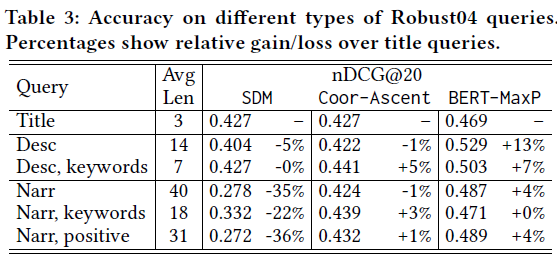 Table 3: Accuracy on different types of Robust04 queries.
Percentages show relative gain/loss over title queries.
Query Avg Len nDCG@20
SDM Coor-Ascent BERT-MaxP
Title 3 0.427 – 0.427 – 0.469 –
Desc 14 0.404 -5% 0.422 -1% 0.529 +13%
Desc, keywords 7 0.427 -0% 0.441 +5% 0.503 +7%
Narr 40 0.278 -35% 0.424 -1% 0.487 +4%
Narr, keywords 18 0.332 -22% 0.439 +3% 0.471 +0%
Narr, positive 31 0.272 -36% 0.432 +1% 0.489 +4%